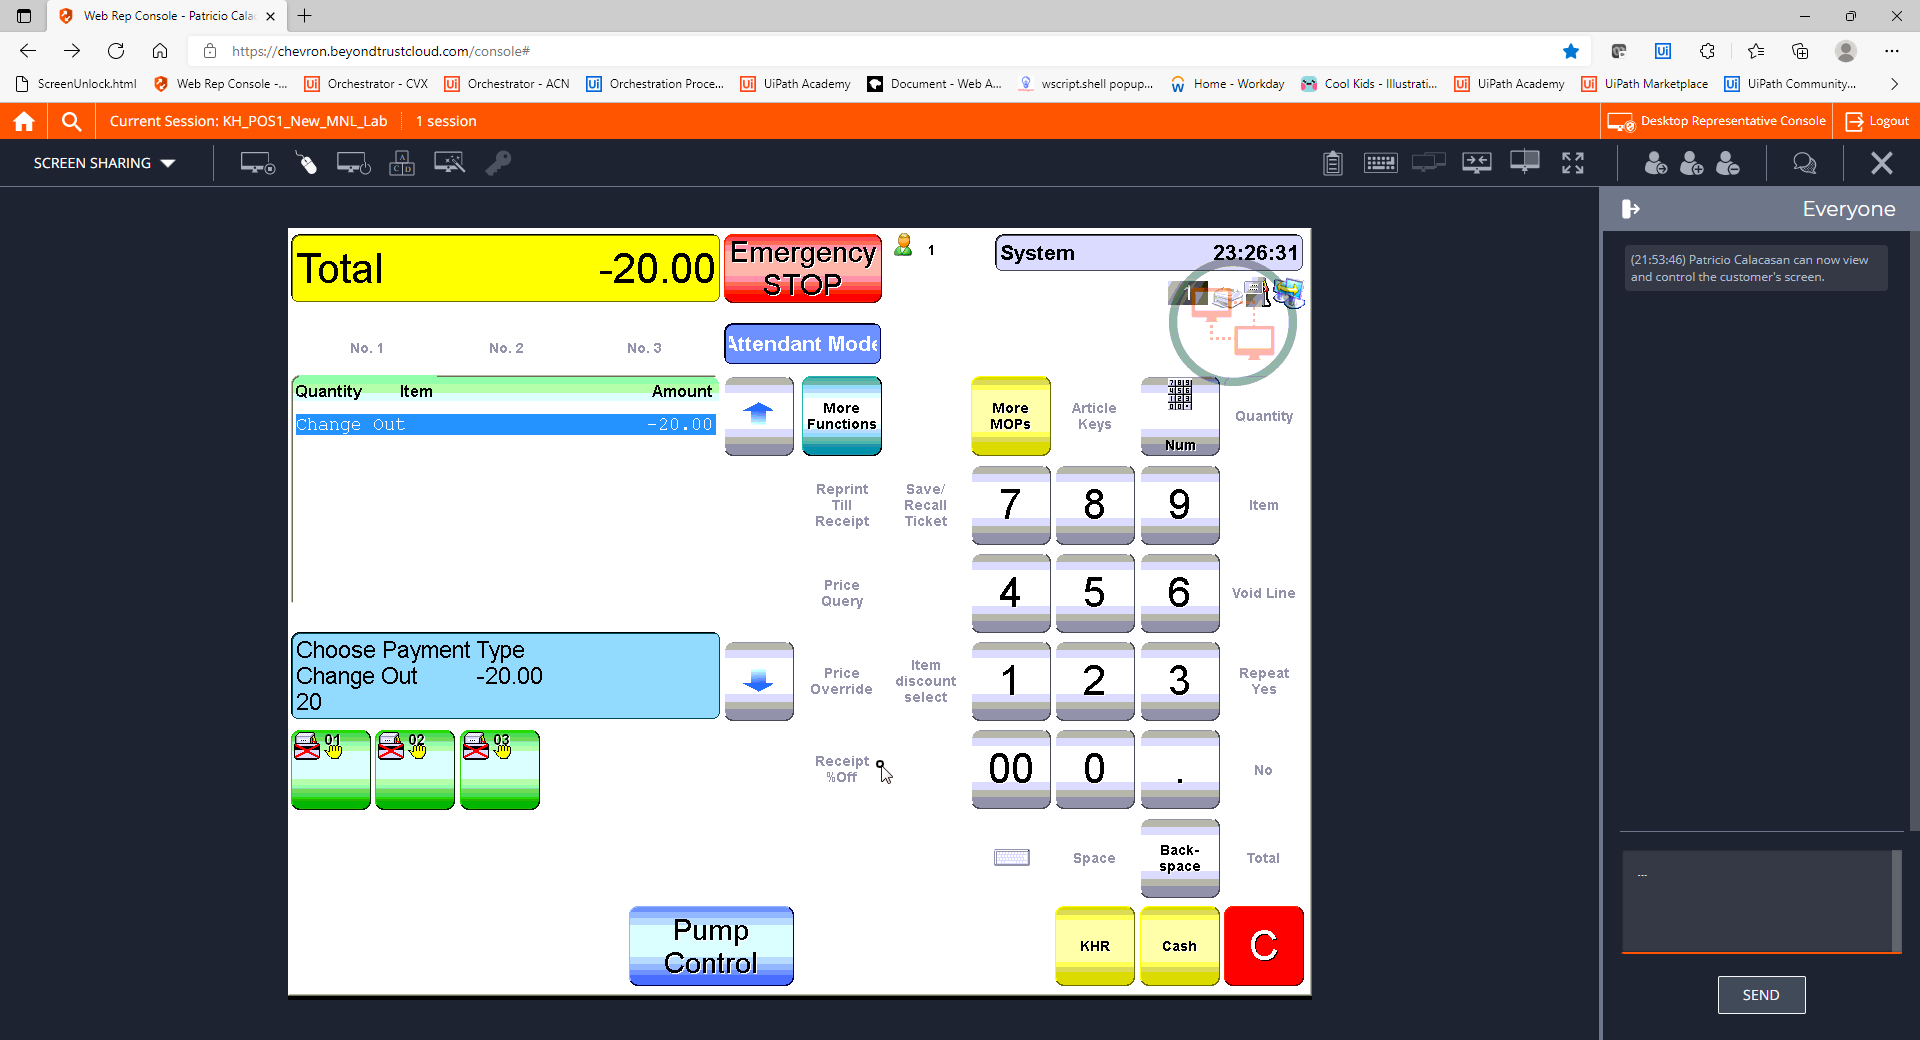 Web Rep Console - Patricio Cala
https://chevron.beyondtrustcloud.com/console#
ScreenUnlock.html
Web Rep Console -...
Orchestrator - CVX
Orchestrator - ACN
Orchestration Proce...
UiPath Academy
Document - Web A...
wscript.shell popup...
Home - Workday
Cool Kids - Illustrati...
UiPath Academy
UiPath Marketplace
UiPath Community...
Current Session: KH_POS1_New_MNL_Lab
1 session
Desktop Representative Console
Logout
SCREEN SHARING
Everyone
(21:53:46) Patricio Calacasan can now view
and control the customer's screen.
Total -20.00
Emergency
STOP
1
System 23:26:31
1
No. 1 No. 2 No. 3
Attendant Mode
Quantity Item Amount
Change Out -20.00
More
Functions
More
MOPs
Article
Keys
Num
Quantity
Reprint
Till
Receipt
Save/
Recall
Ticket
7 8 9
Item
Price
Query
4 5 6
Void Line
Choose Payment Type
Change Out -20.00
20
Price
Override
Item
discount
select
1 2 3
Repeat
Yes
01 02 03
Receipt
%Off
00 0 .
No
Space
Back-
space
Total
Pump
Control
KHR
Cash
C
...
SEND